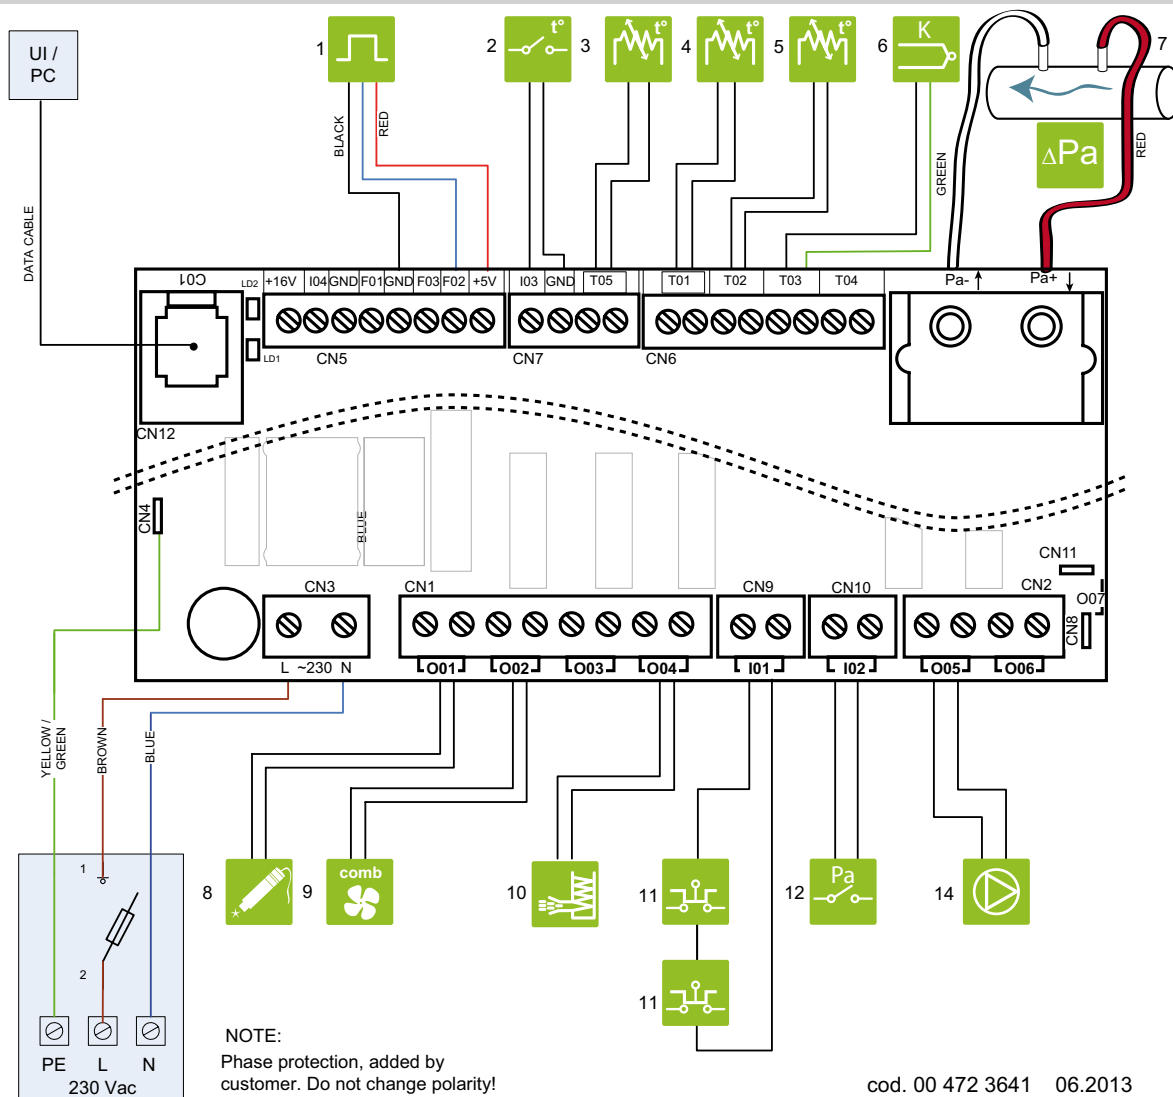 UI /
PC
1
2
t°
3
4
5
6
K
7
BLACK
RED
GREEN
RED
ΔPa
DATA CABLE
C01
LD2
+16V
I04
GND
F01
GND
F03
F02
+5V
I03
GND
T05
T01
T02
T03
T04
Pa-
Pa+
LD1
CN5
CN7
CN6
CN12
CN4
BLUE
CN11
CN3
CN1
CN9
CN10
CN2
O07
CN8
L ~230 N
O01
O02
O03
O04
I01
I02
O05
O06
YELLOW /
GREEN
BROWN
BLUE
1
2
8
9
comb
10
11
12
Pa
14
11
PE
L
N
230 Vac
NOTE:
Phase protection, added by
customer. Do not change polarity!
cod. 00 472 3641 06.2013
t°
t°
t°